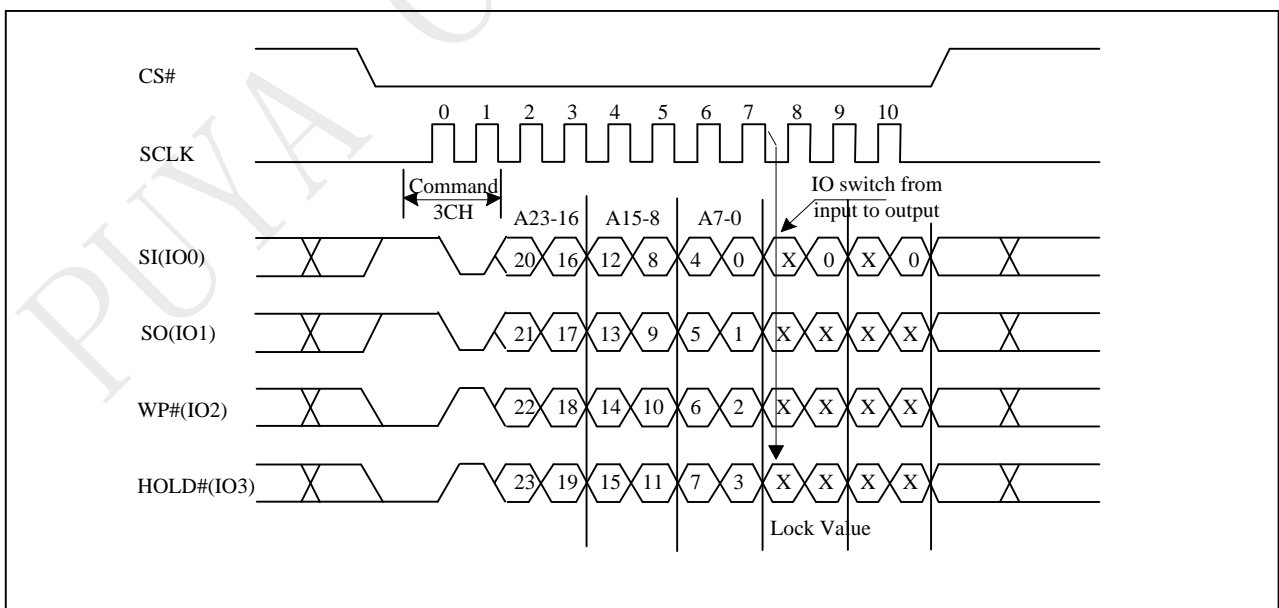 PUYA
CS#
0 1 2 3 4 5 6 7 8 9 10
SCLK
Command
3CH
IO switch from
input to output
A23-16 A15-8 A7-0
SI(IO0) 20 16 12 8 4 0 X 0 X 0
SO(IO1) 21 17 13 9 5 1 X X X X
WP#(IO2) 22 18 14 10 6 2 X X X X
HOLD#(IO3) 23 19 15 11 7 3 X X X X
Lock Value